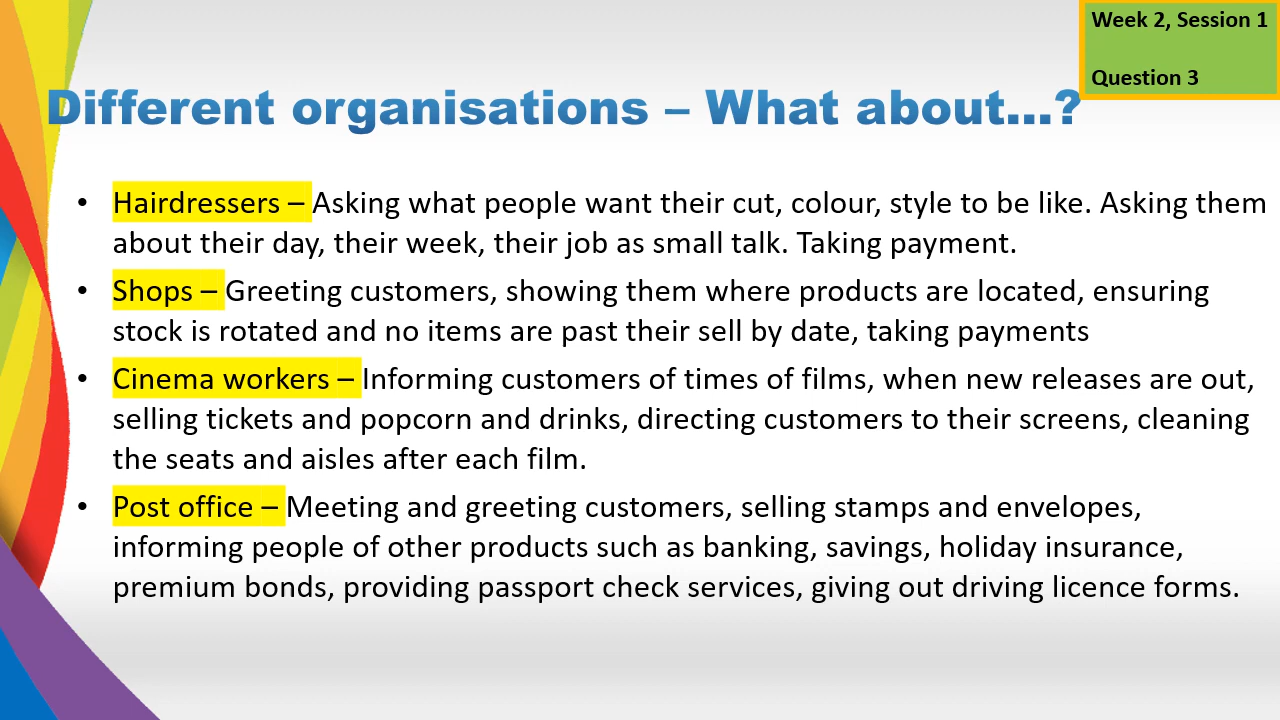 Week 2, Session 1
Question 3
Different organisations – What about...?
• Hairdressers – Asking what people want their cut, colour, style to be like. Asking them
about their day, their week, their job as small talk. Taking payment.
• Shops – Greeting customers, showing them where products are located, ensuring
stock is rotated and no items are past their sell by date, taking payments
• Cinema workers – Informing customers of times of films, when new releases are out,
selling tickets and popcorn and drinks, directing customers to their screens, cleaning
the seats and aisles after each film.
• Post office – Meeting and greeting customers, selling stamps and envelopes,
informing people of other products such as banking, savings, holiday insurance,
premium bonds, providing passport check services, giving out driving licence forms.